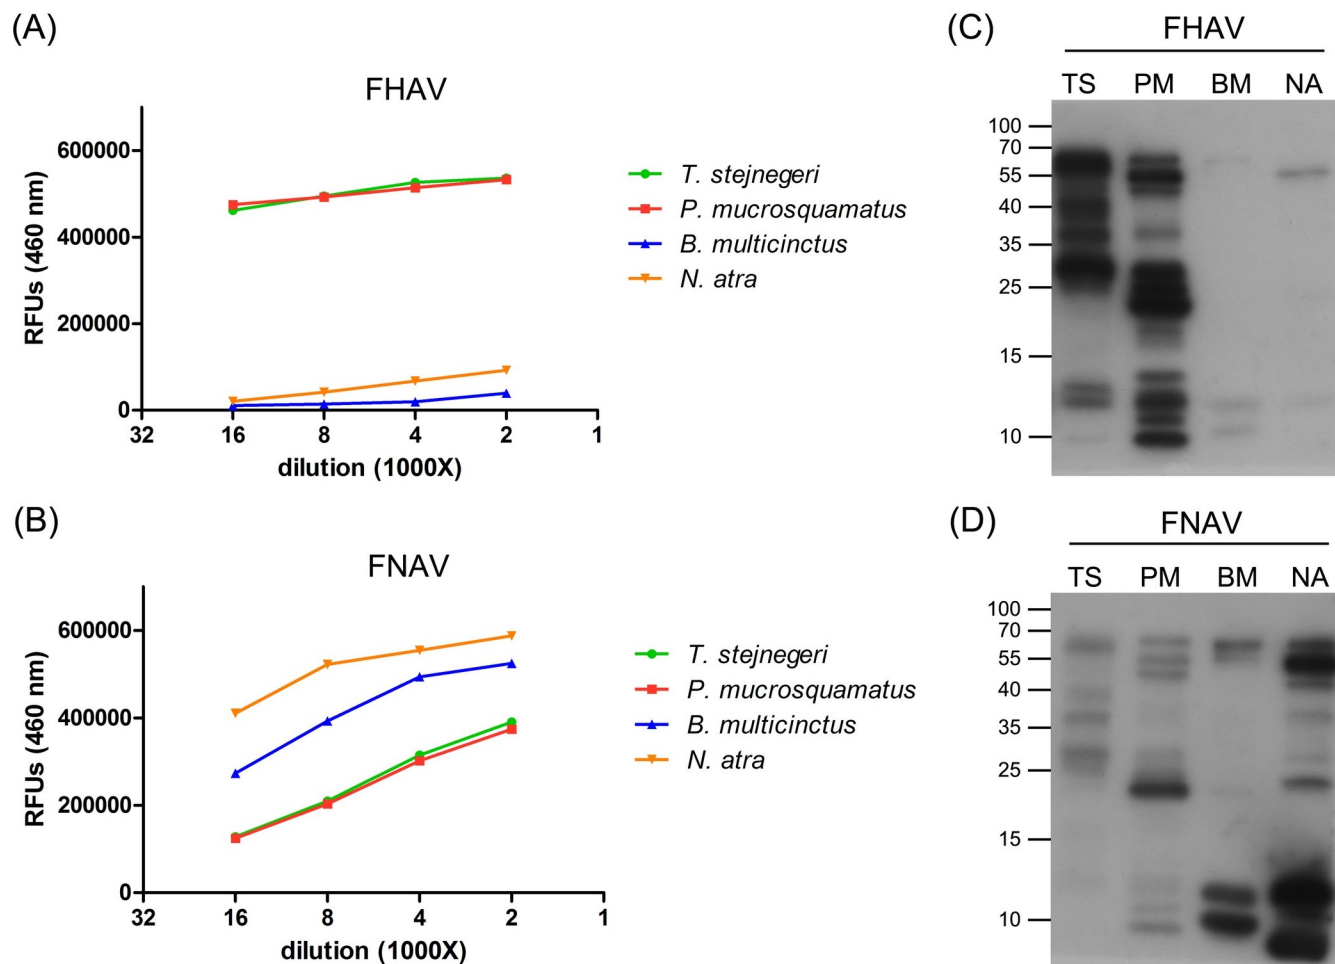 (A)
FHAV
RFUs (460 nm)
600000
400000
200000
0
32 16 8 4 2 1
dilution (1000X)
T. stejnegeri
P. mucrosquamatus
B. multicinctus
N. atra
(B)
FNAV
RFUs (460 nm)
600000
400000
200000
0
32 16 8 4 2 1
dilution (1000X)
T. stejnegeri
P. mucrosquamatus
B. multicinctus
N. atra
(C)
FHAV
TS PM BM NA
100
70
55
40
35
25
15
10
(D)
FNAV
TS PM BM NA
100
70
55
40
35
25
15
10